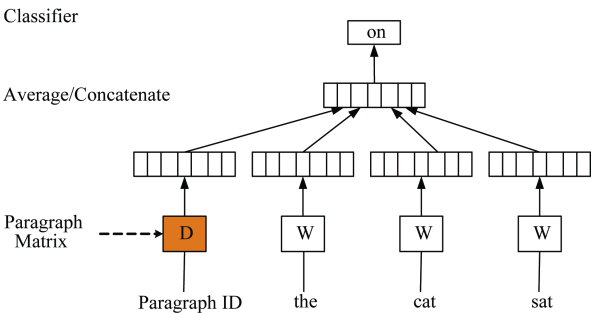 Classifier
on
Average/Concatenate
Paragraph
Matrix
D
W
W
W
Paragraph ID
the
cat
sat